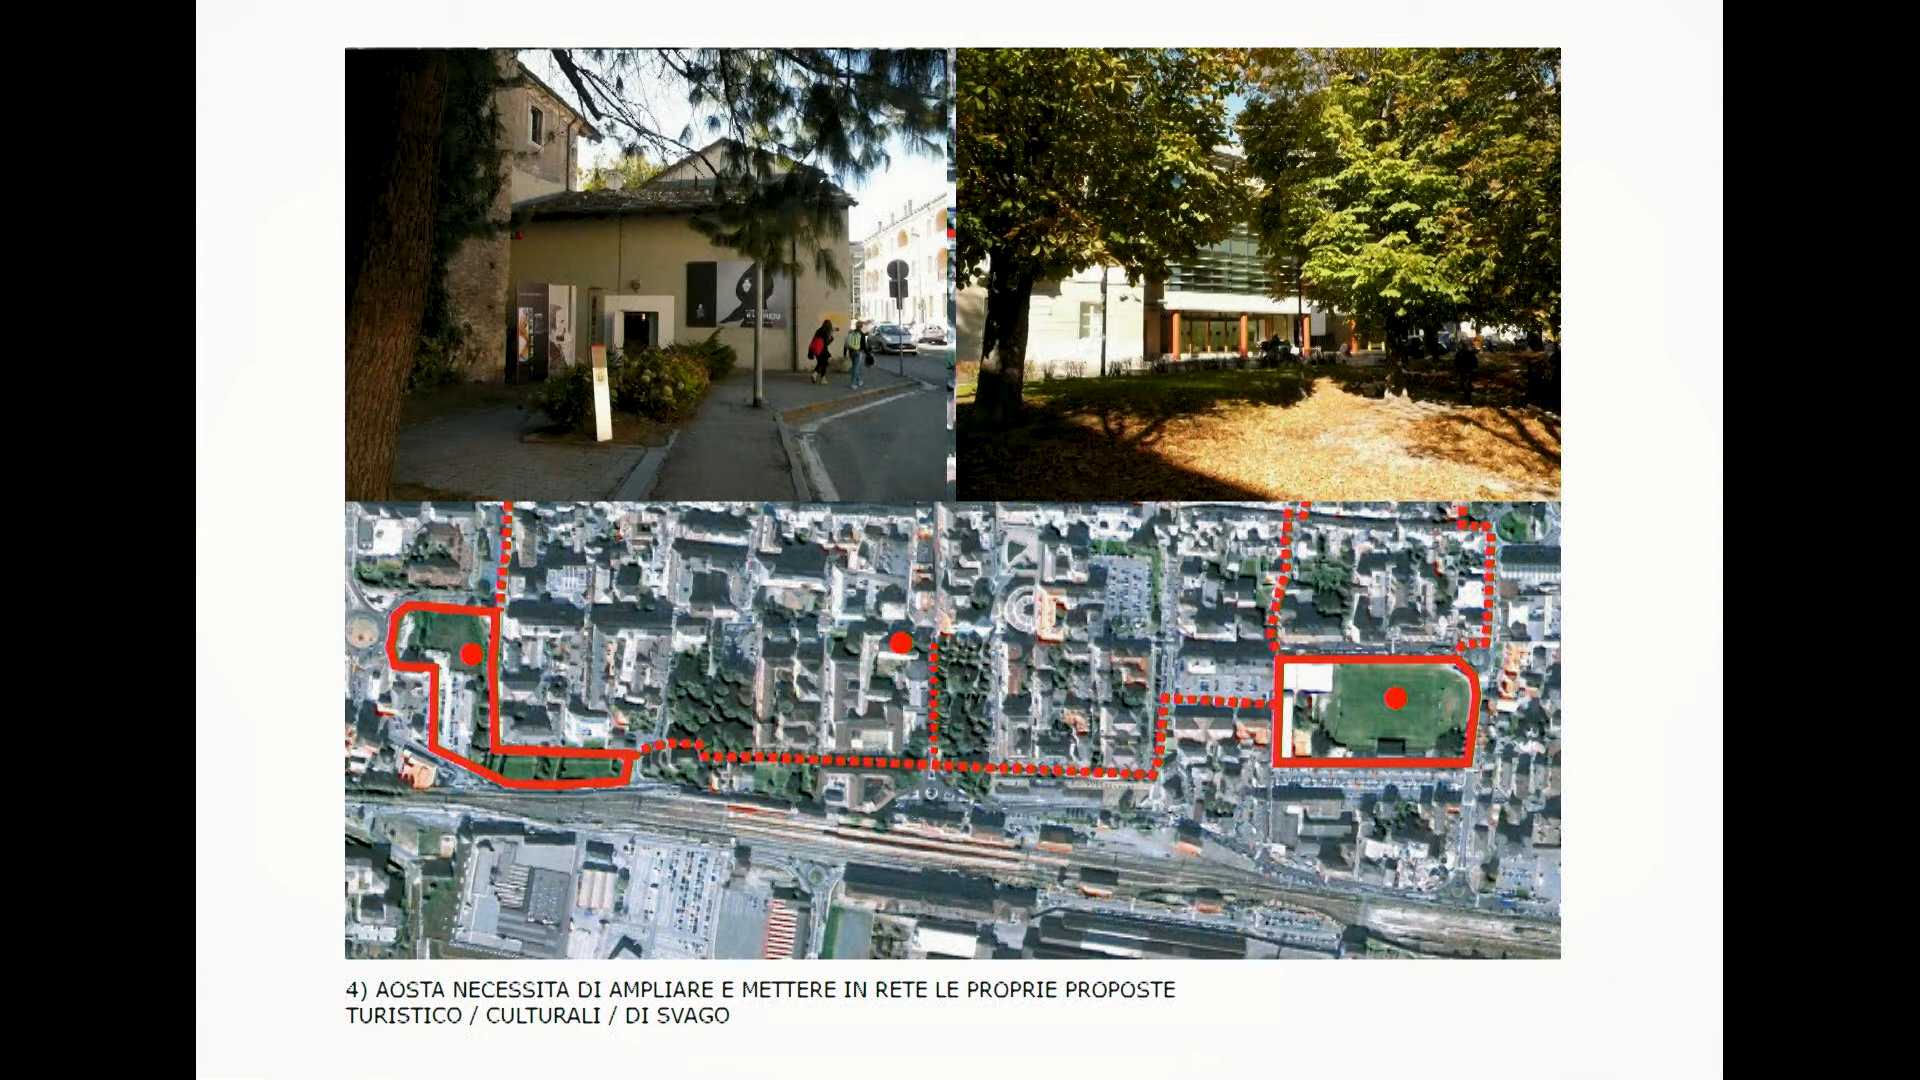 4) AOSTA NECESSITA DI AMPLIARE E METTERE IN RETE LE PROPRIE PROPOSTE
TURISTICO / CULTURALI / DI SVAGO